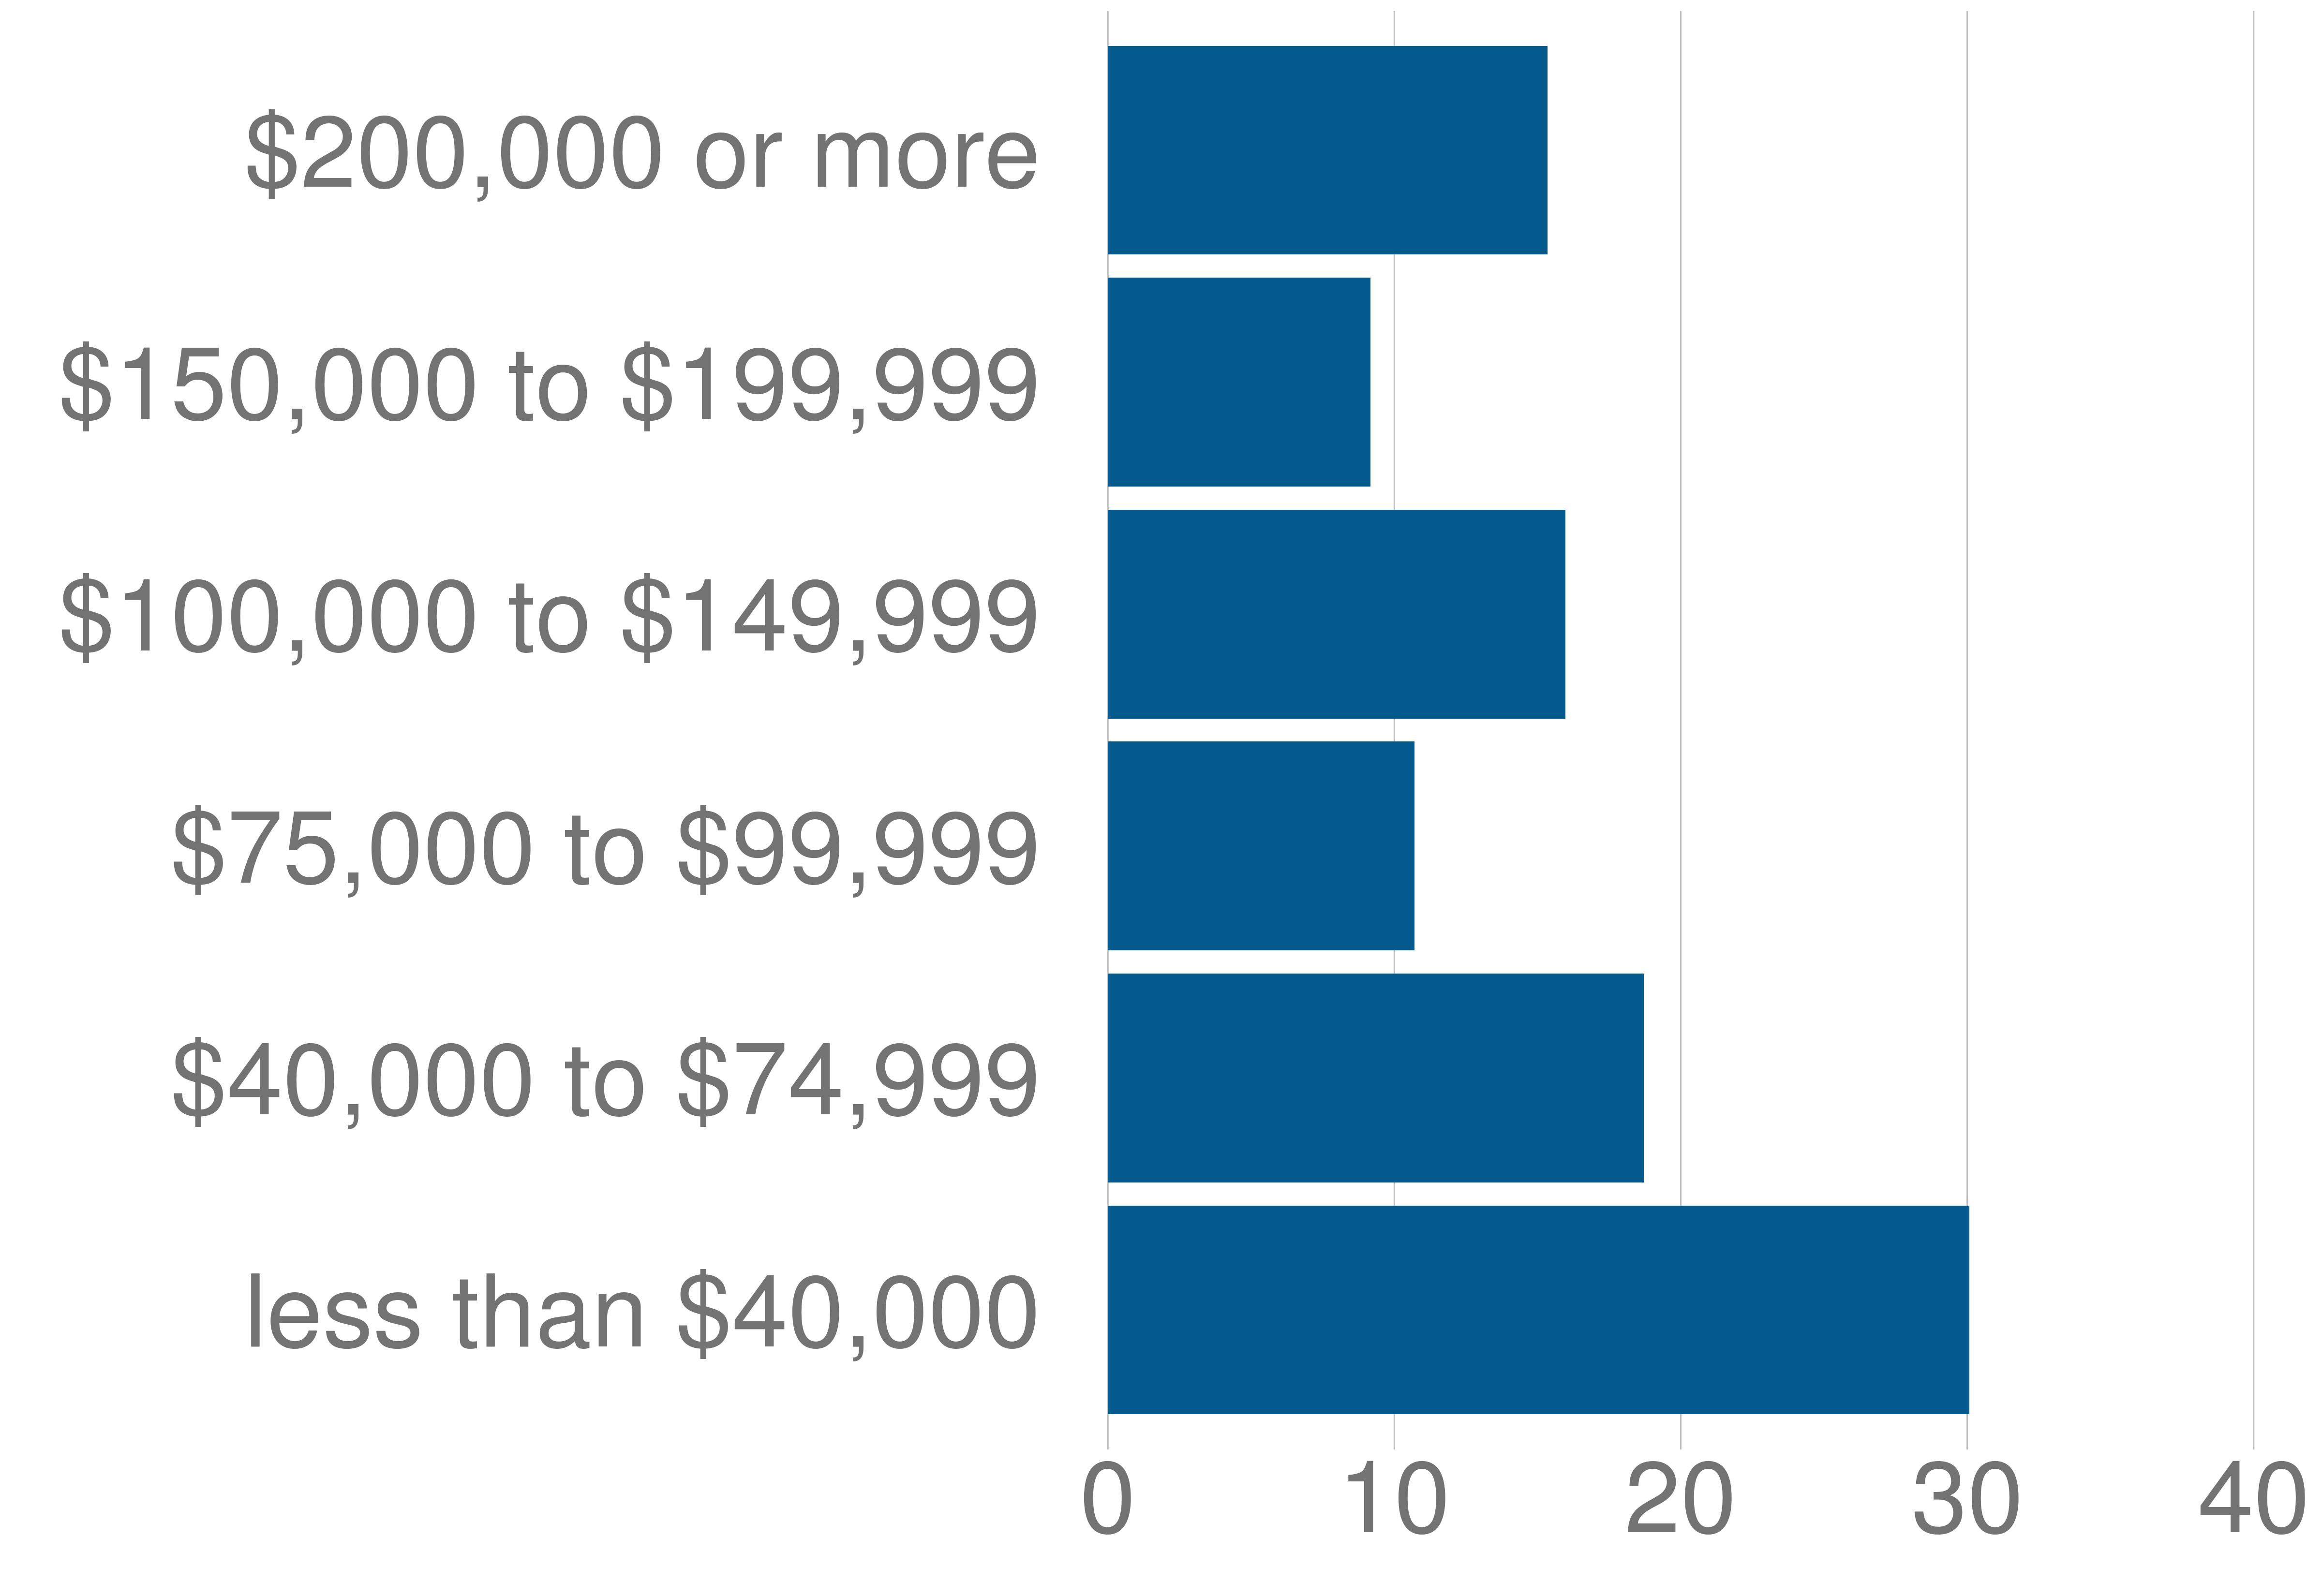 $200,000 or more
$150,000 to $199,999
$100,000 to $149,999
$75,000 to $99,999
$40,000 to $74,999
less than $40,000
0 10 20 30 40